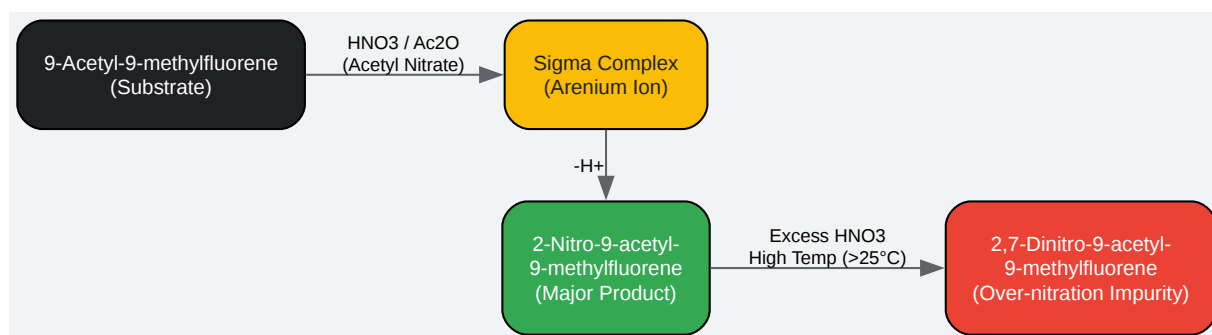 9-Acetyl-9-methylfluorene
(Substrate)
HNO3 / Ac2O
(Acetyl Nitrate)
Sigma Complex
(Arenium Ion)
-H+
2-Nitro-9-acetyl-
9-methylfluorene
(Major Product)
Excess HNO3
High Temp (>25°C)
2,7-Dinitro-9-acetyl-
9-methylfluorene
(Over-nitration Impurity)